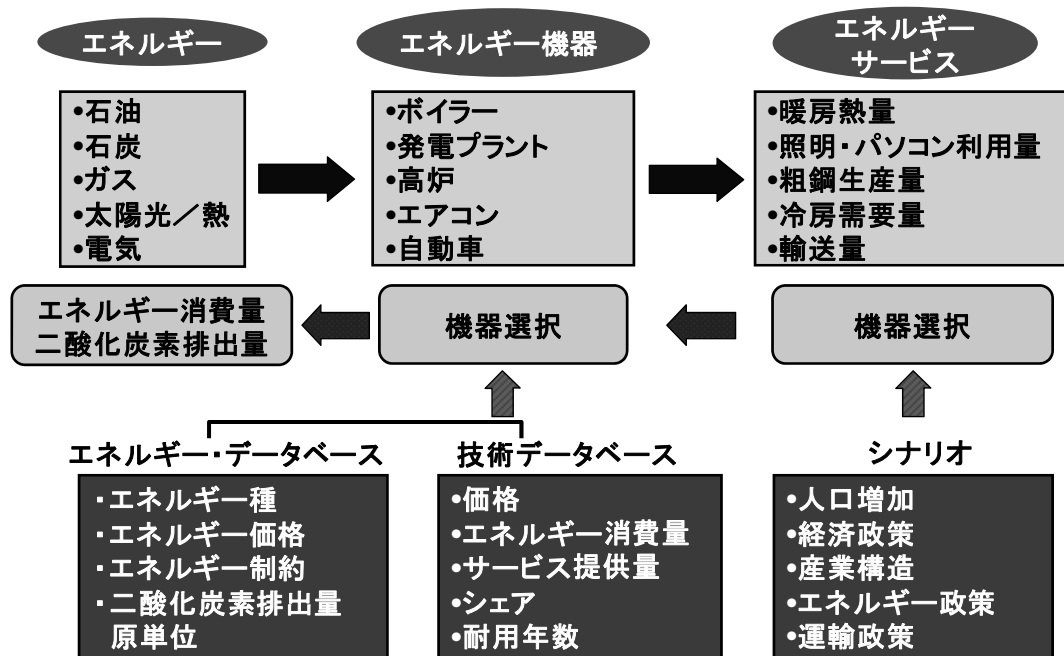 エネルギー
エネルギー機器
エネルギー
サービス
•石油
•石炭
•ガス
•太陽光／熱
•電気
•ボイラー
•発電プラント
•高炉
•エアコン
•自動車
•暖房熱量
•照明・パソコン利用量
•粗鋼生産量
•冷房需要量
•輸送量
エネルギー消費量
二酸化炭素排出量
機器選択
機器選択
エネルギー・データベース
・エネルギー種
・エネルギー価格
・エネルギー制約
・二酸化炭素排出量
原単位
技術データベース
•価格
•エネルギー消費量
•サービス提供量
•シェア
•耐用年数
シナリオ
•人口増加
•経済政策
•産業構造
•エネルギー政策
•運輸政策